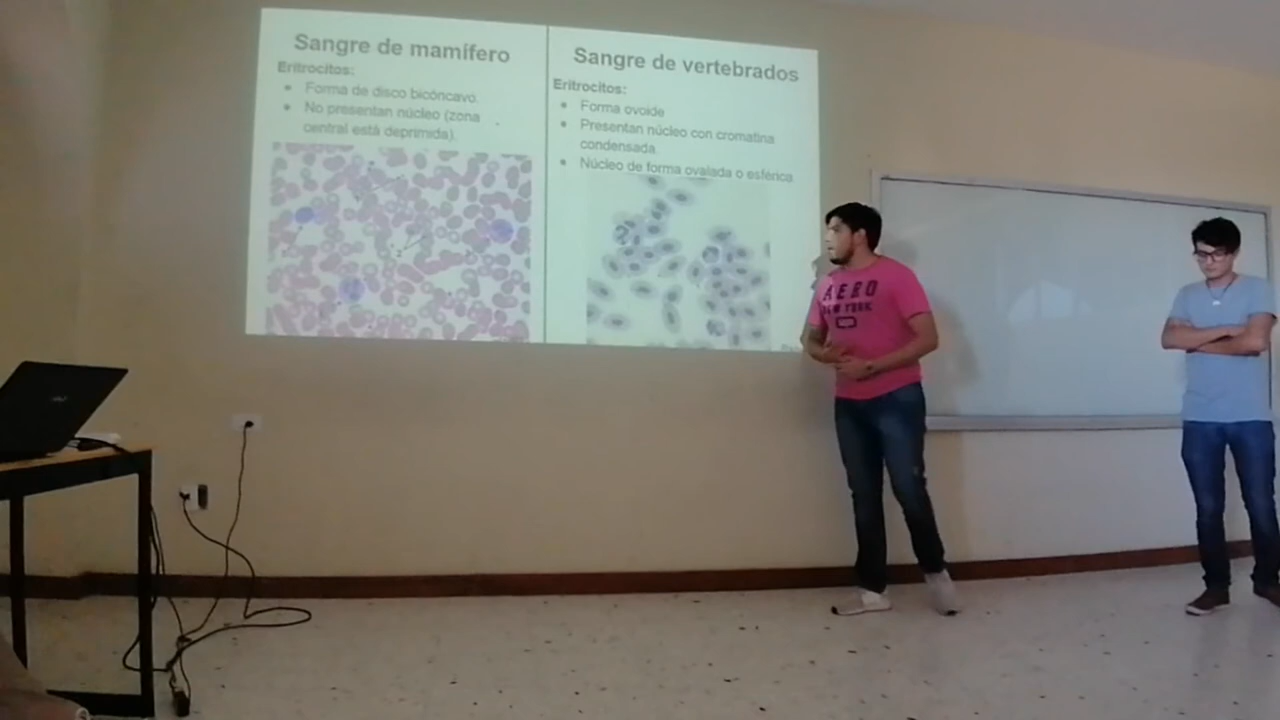 Sangre de mamífero
Eritrocitos:
Forma de disco bicóncavo.
No presentan núcleo (zona
central está deprimida).
Sangre de vertebrados
Eritrocitos:
Forma ovoide
Presentan núcleo con cromatina
condensada.
Núcleo de forma ovalada o esférica
AERO
NEW YORK